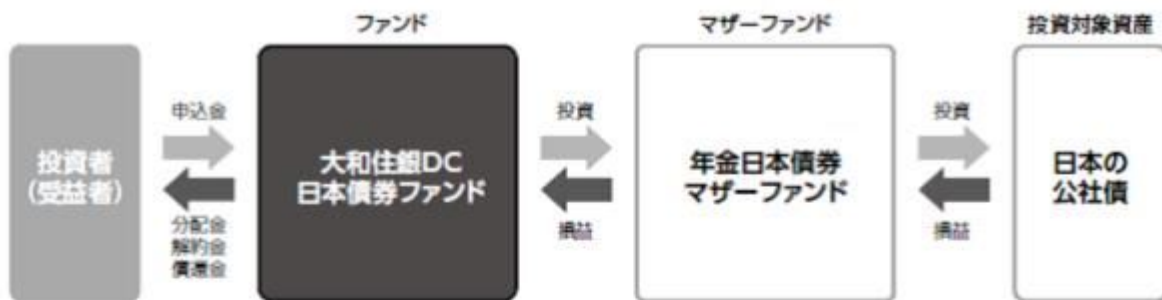 ファンド
マザーファンド
投資対象資産
投資者
(受益者)
申込金
分配金
解約金
償還金
大和住銀DC
日本債券ファンド
投資
損益
年金日本債券
マザーファンド
投資
損益
日本の
公社債